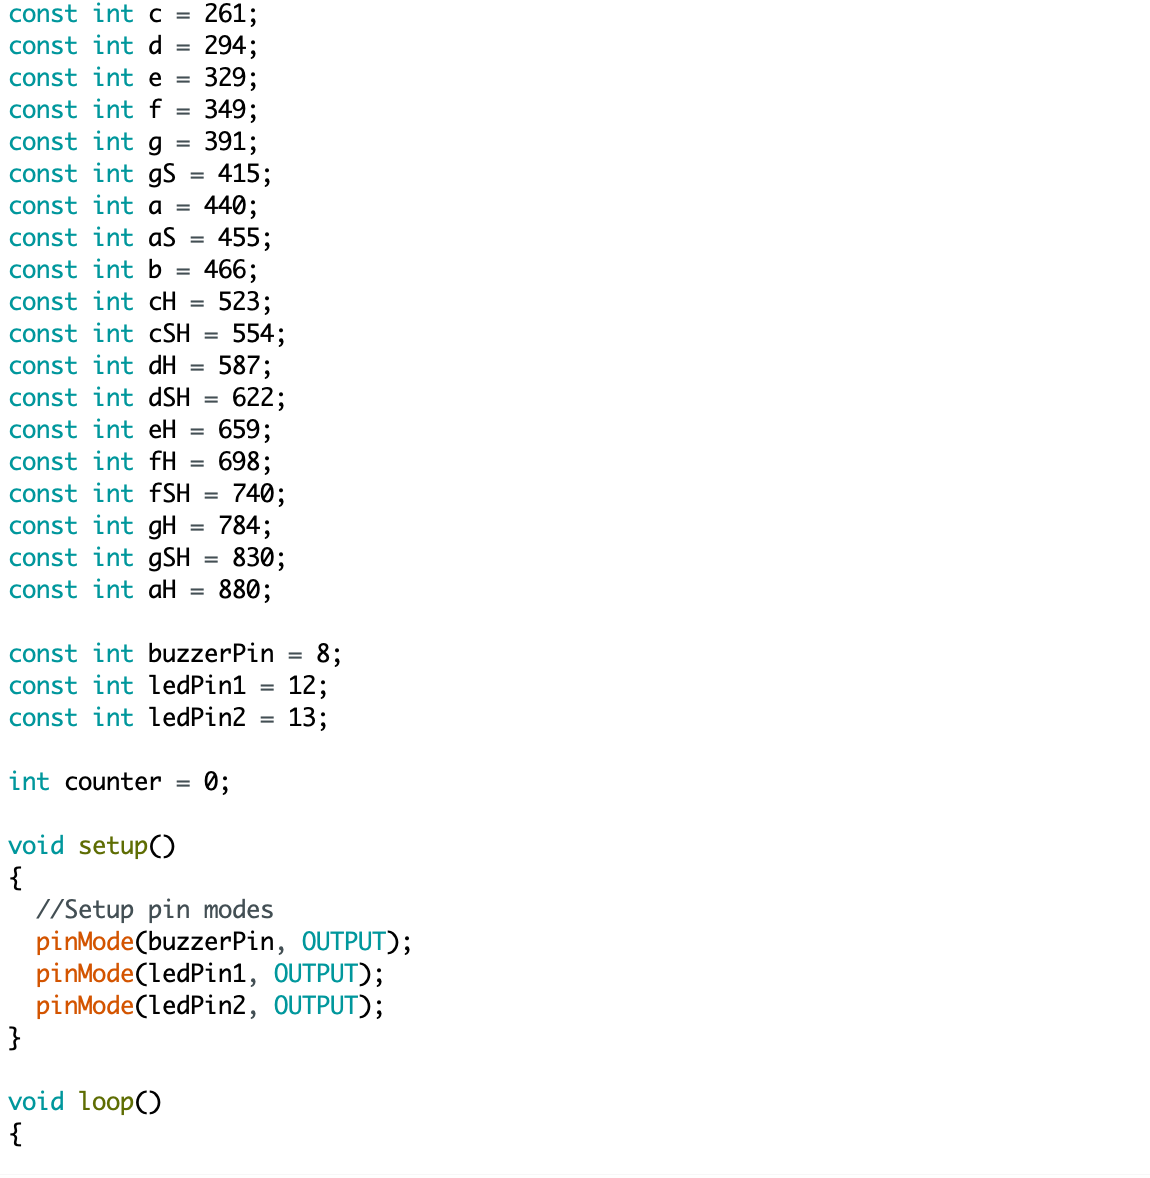 const int c = 261;
const int d = 294;
const int e = 329;
const int f = 349;
const int g = 391;
const int gS = 415;
const int a = 440;
const int aS = 455;
const int b = 466;
const int cH = 523;
const int cSH = 554;
const int dH = 587;
const int dSH = 622;
const int eH = 659;
const int fH = 698;
const int fSH = 740;
const int gH = 784;
const int gSH = 830;
const int aH = 880;

const int buzzerPin = 8;
const int ledPin1 = 12;
const int ledPin2 = 13;

int counter = 0;

void setup()
{
  //Setup pin modes
  pinMode(buzzerPin, OUTPUT);
  pinMode(ledPin1, OUTPUT);
  pinMode(ledPin2, OUTPUT);
}

void loop()
{